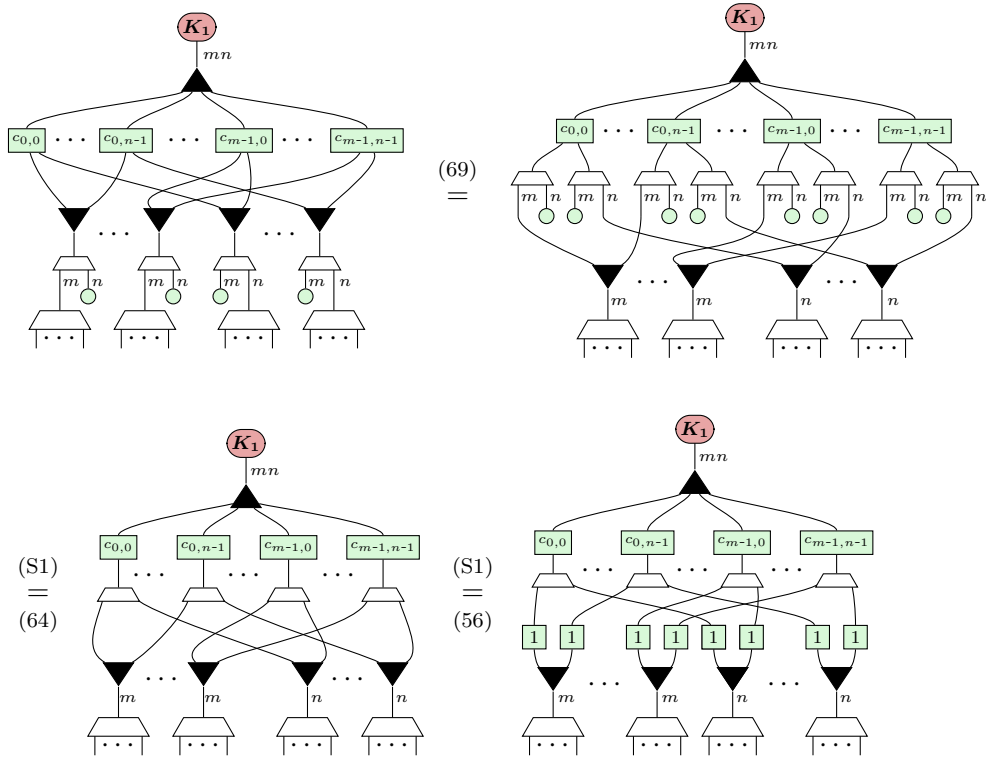 K₁ K₁
mn mn
c₀,₀ ... c₀,ₙ₋₁ ... cₘ₋₁,₀ ... cₘ₋₁,ₙ₋₁ c₀,₀ ... c₀,ₙ₋₁ ... cₘ₋₁,₀ ... cₘ₋₁,ₙ₋₁
(69)
=
m n m n m n m n
... ...
m n m n m n m n
... ...
m m n n
... ... ... ...
... ... ... ...
K₁ K₁
mn mn
c₀,₀ c₀,ₙ₋₁ cₘ₋₁,₀ cₘ₋₁,ₙ₋₁ c₀,₀ c₀,ₙ₋₁ cₘ₋₁,₀ cₘ₋₁,ₙ₋₁
(S1) ... ... ... (S1) ... ... ...
= =
(64) (56)
1 1 1 1 1 1 1 1
... ... ... ...
m m n n m m n n
... ... ... ... ... ... ... ...